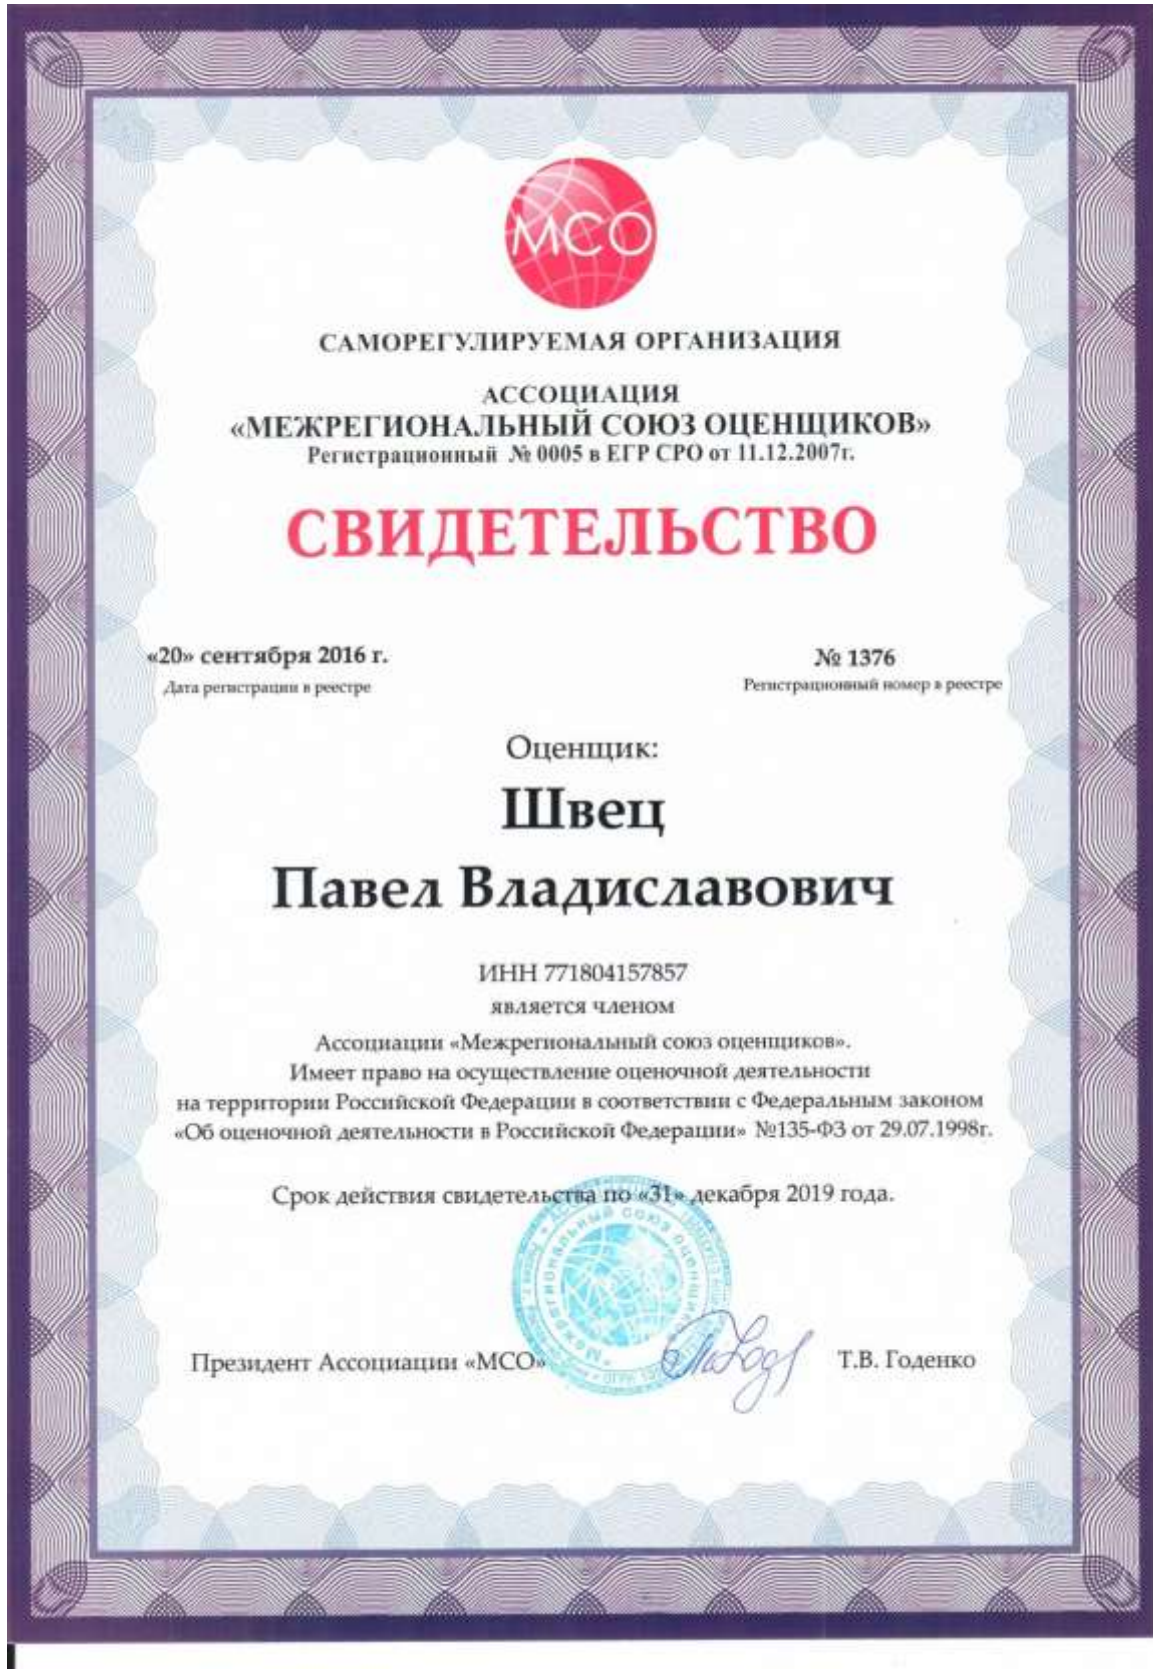 МСО
САМОРЕГУЛИРУЕМАЯ ОРГАНИЗАЦИЯ
АССОЦИАЦИЯ
«МЕЖРЕГИОНАЛЬНЫЙ СОЮЗ ОЦЕНЩИКОВ»
Регистрационный № 0005 в ЕГР СРО от 11.12.2007г.
СВИДЕТЕЛЬСТВО
«20» сентября 2016 г.
Дата регистрации в реестре
№ 1376
Регистрационный номер в реестре
Оценщик:
Швец
Павел Владиславович
ИНН 771804157857
является членом
Ассоциации «Межрегиональный союз оценщиков».
Имеет право на осуществление оценочной деятельности
на территории Российской Федерации в соответствии с Федеральным законом
«Об оценочной деятельности в Российской Федерации» №135-ФЗ от 29.07.1998г.
Срок действия свидетельства по «31» декабря 2019 года.
Межрегиональный союз оценщиков
ОГРН
Президент Ассоциации «МСО»
Т.В. Годенко